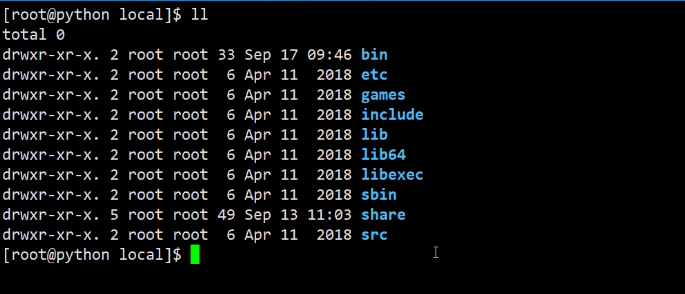 [root@python local]$ ll
total 0
drwxr-xr-x. 2 root root 33 Sep 17 09:46 bin
drwxr-xr-x. 2 root root  6 Apr 11  2018 etc
drwxr-xr-x. 2 root root  6 Apr 11  2018 games
drwxr-xr-x. 2 root root  6 Apr 11  2018 include
drwxr-xr-x. 2 root root  6 Apr 11  2018 lib
drwxr-xr-x. 2 root root  6 Apr 11  2018 lib64
drwxr-xr-x. 2 root root  6 Apr 11  2018 libexec
drwxr-xr-x. 2 root root  6 Apr 11  2018 sbin
drwxr-xr-x. 5 root root 49 Sep 13 11:03 share
drwxr-xr-x. 2 root root  6 Apr 11  2018 src
[root@python local]$